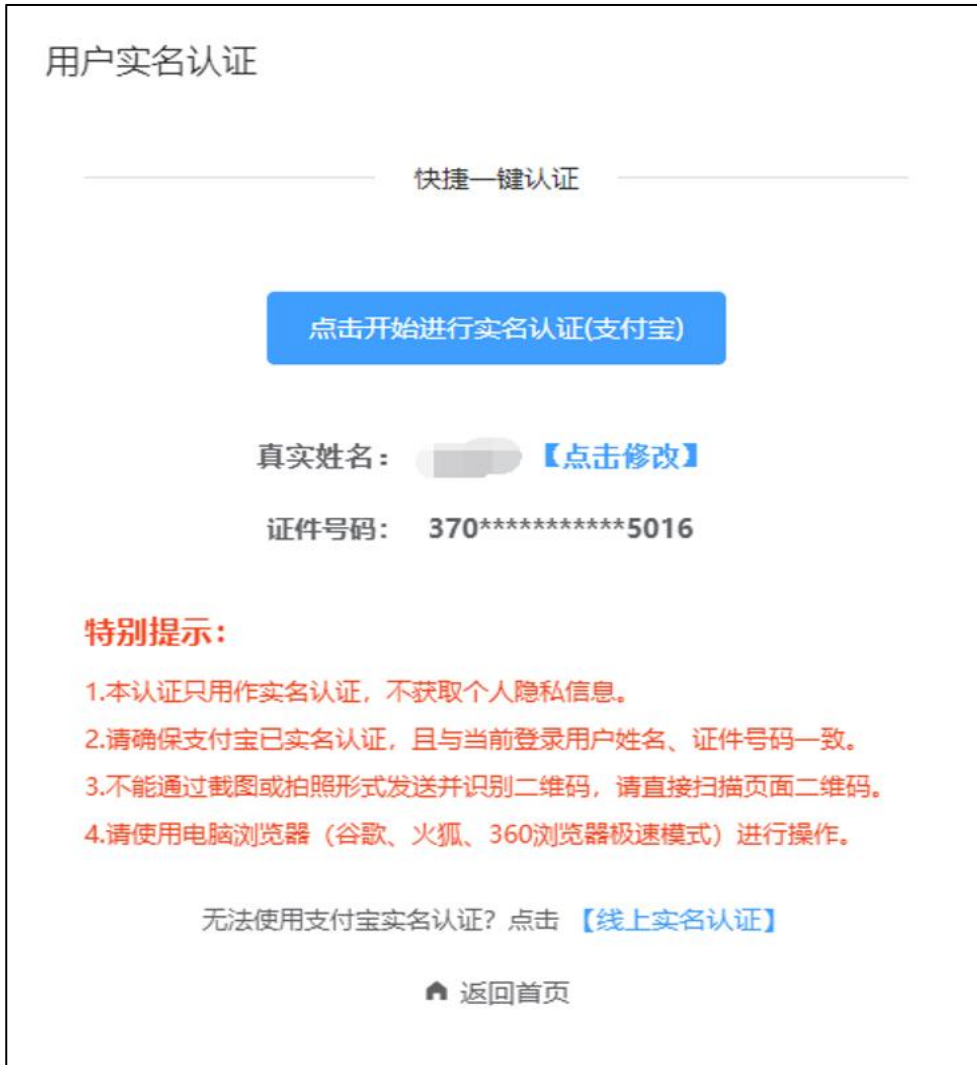 用户实名认证
快捷一键认证
点击开始进行实名认证(支付宝)
真实姓名： 【点击修改】
证件号码： 370***********5016
特别提示：
1.本认证只用作实名认证，不获取个人隐私信息。
2.请确保支付宝已实名认证，且与当前登录用户姓名、证件号码一致。
3.不能通过截图或拍照形式发送并识别二维码，请直接扫描页面二维码。
4.请使用电脑浏览器（谷歌、火狐、360浏览器极速模式）进行操作。
无法使用支付宝实名认证？点击 【线上实名认证】
返回首页